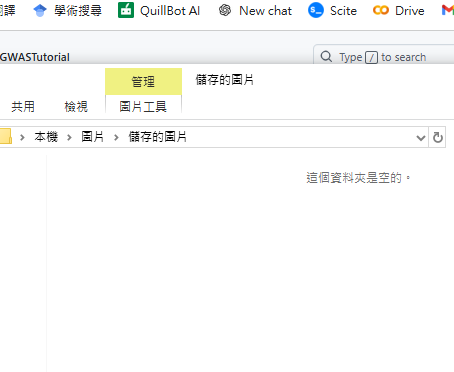 翻譯 學術搜尋 QuillBot AI New chat Scite Drive
GWASTutorial Type / to search
管理 儲存的圖片
共用 檢視 圖片工具
本機 圖片 儲存的圖片
這個資料夾是空的。